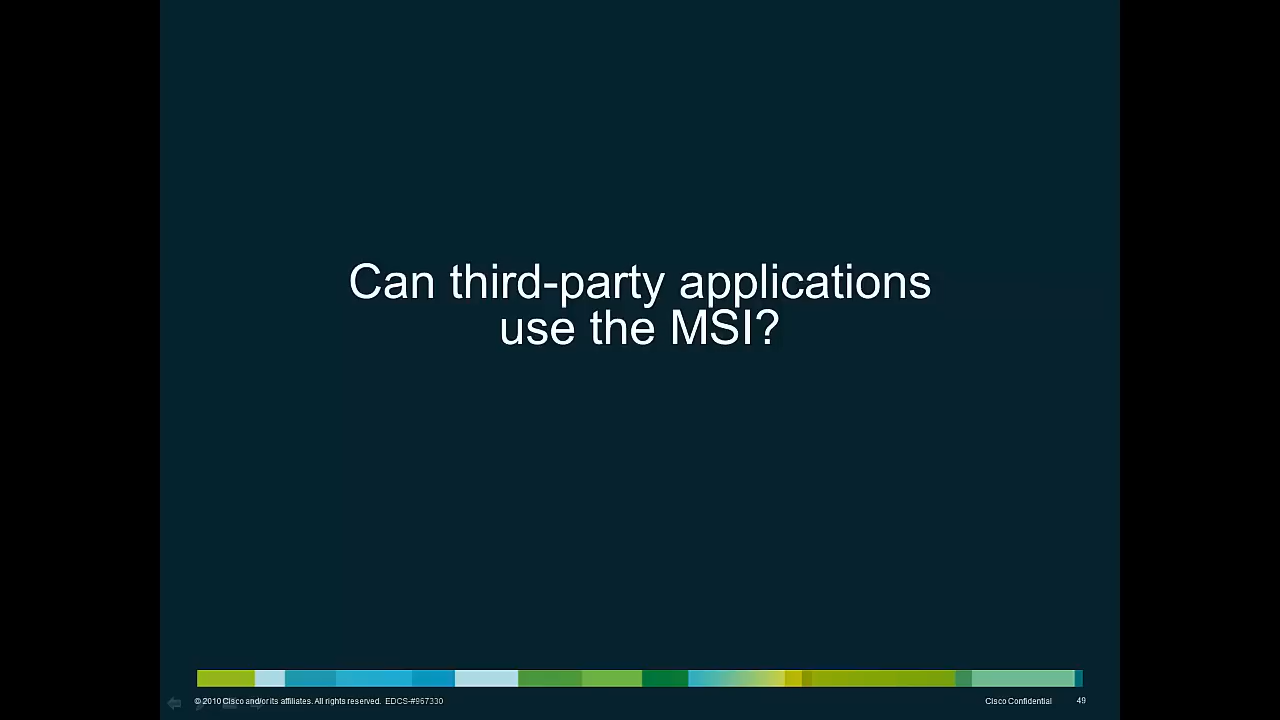 Can third-party applications
use the MSI?
© 2010 Cisco and/or its affiliates. All rights reserved. EDCS-#967330 Cisco Confidential 49